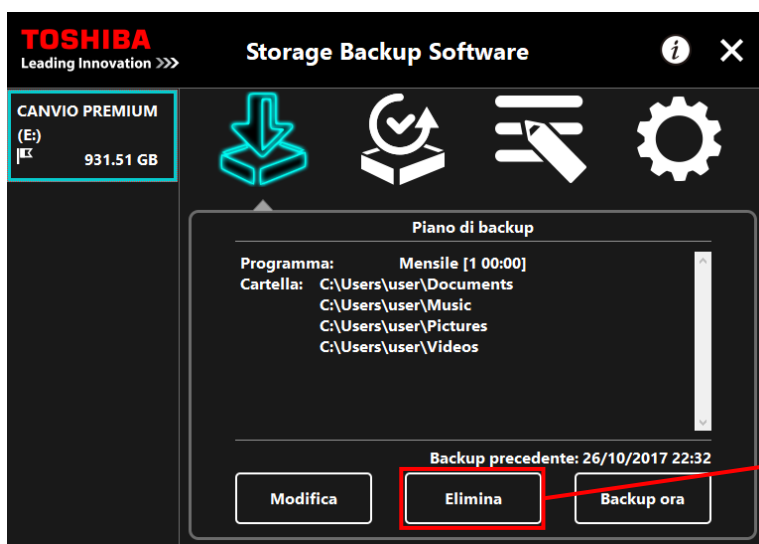 TOSHIBA
Leading Innovation >>>
Storage Backup Software
i
CANVIO PREMIUM
(E:)
931.51 GB
Piano di backup
Programma: Mensile [1 00:00]
Cartella: C:\Users\user\Documents
C:\Users\user\Music
C:\Users\user\Pictures
C:\Users\user\Videos
Backup precedente: 26/10/2017 22:32
Modifica Elimina Backup ora